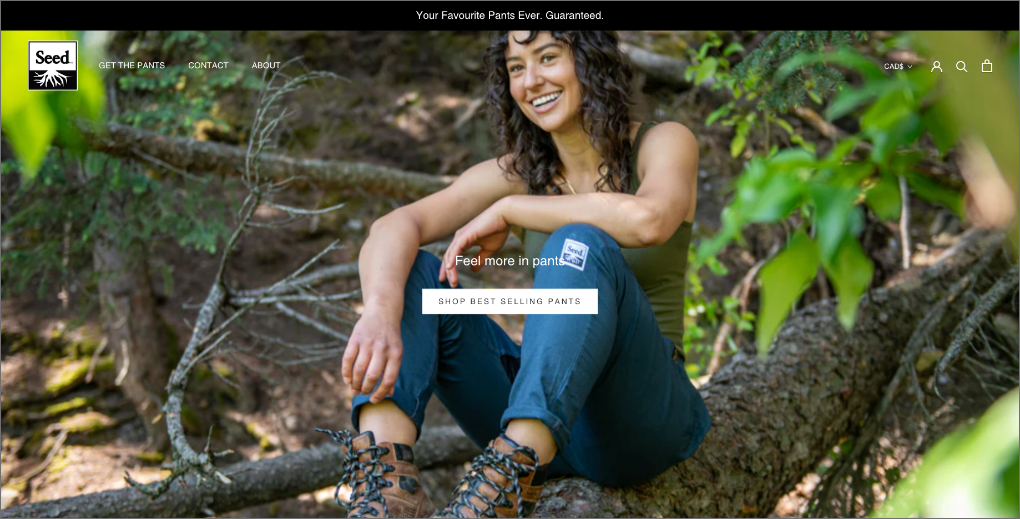 Your Favourite Pants Ever. Guaranteed.
Seed
GET THE PANTS
CONTACT
ABOUT
CAD$
Seed
Feel more in pants
SHOP BEST SELLING PANTS